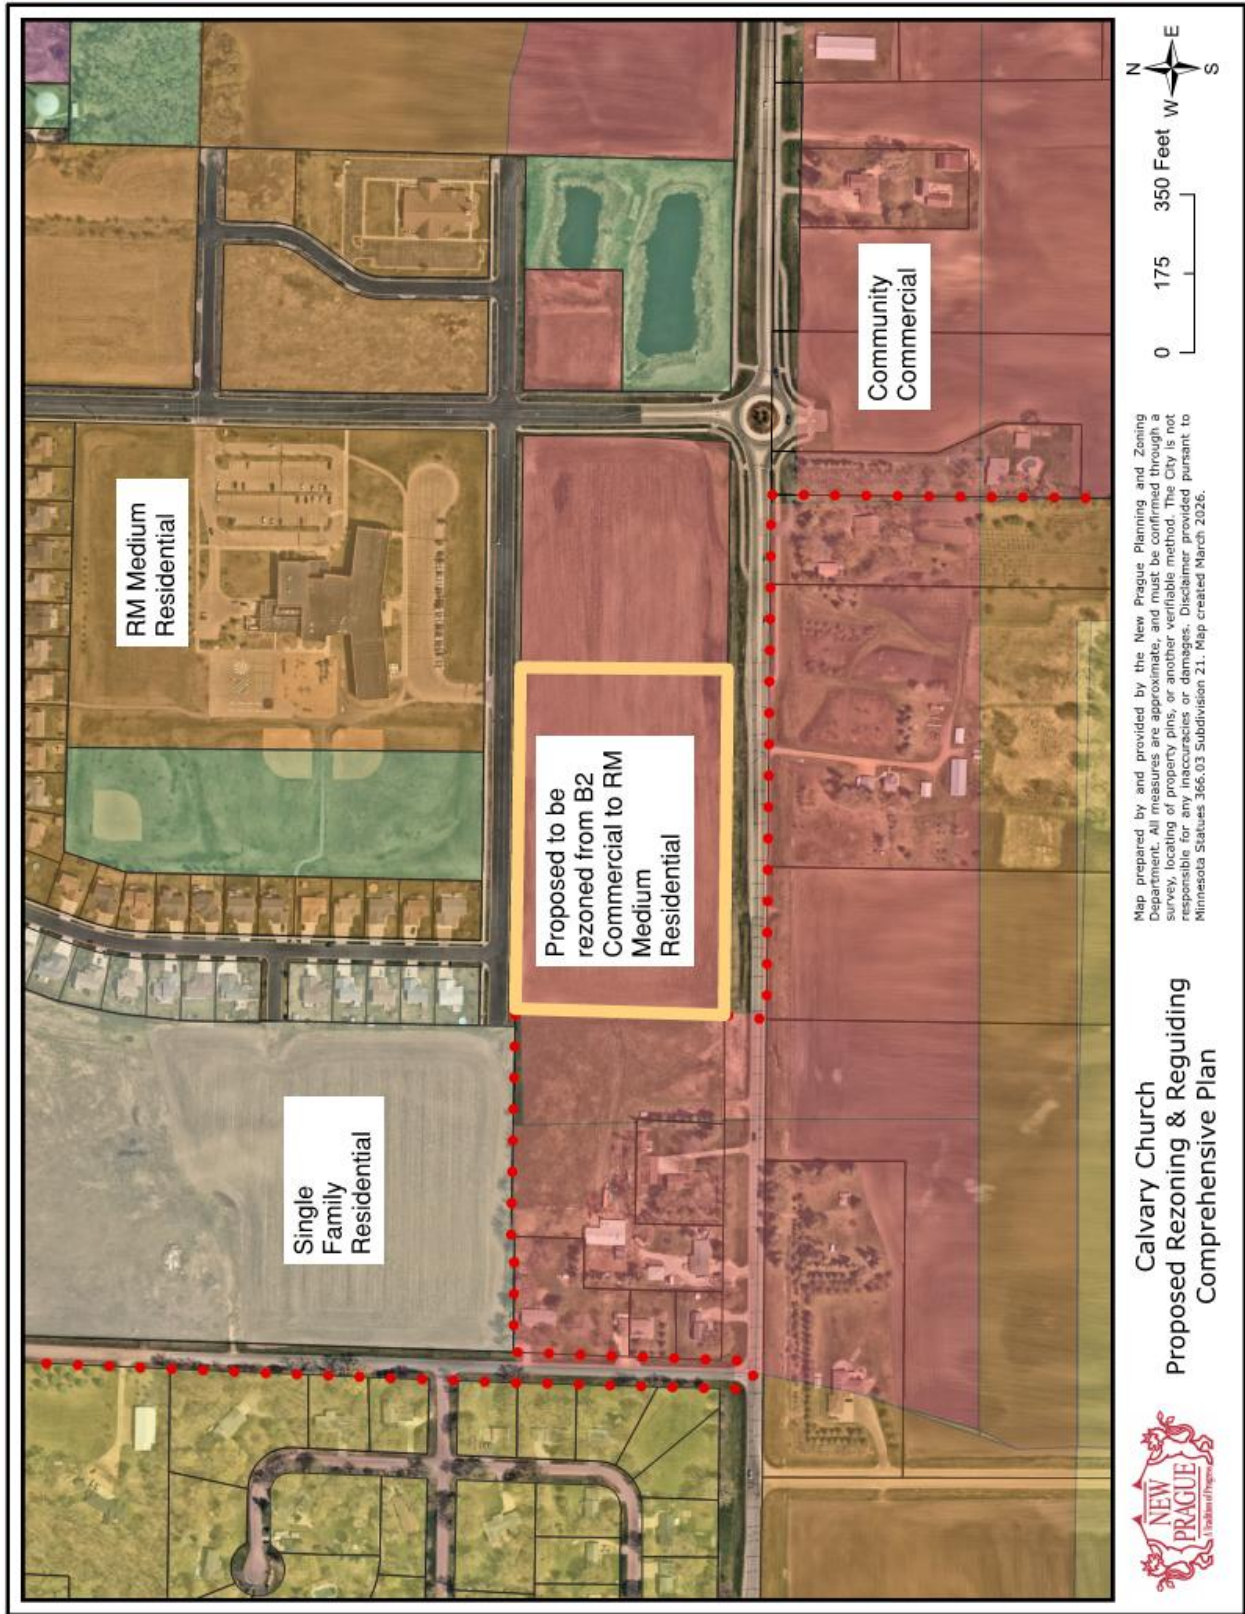 RM Medium
Residential
Single
Family
Residential
Proposed to be
rezoned from B2
Commercial to RM
Medium
Residential
Community
Commercial
NEW
PRAGUE
A Tradition of Progress
Calvary Church
Proposed Rezoning & Reguiding
Comprehensive Plan
Map prepared by and provided by the New Prague Planning and Zoning
Department. All measures are approximate, and must be confirmed through a
survey, locating of property pins, or another verifiable method. The City is not
responsible for any inaccuracies or damages. Disclaimer provided pursuant to
Minnesota Statues 366.03 Subdivision 21. Map created March 2026.
0 175 350 Feet
N
W E
S